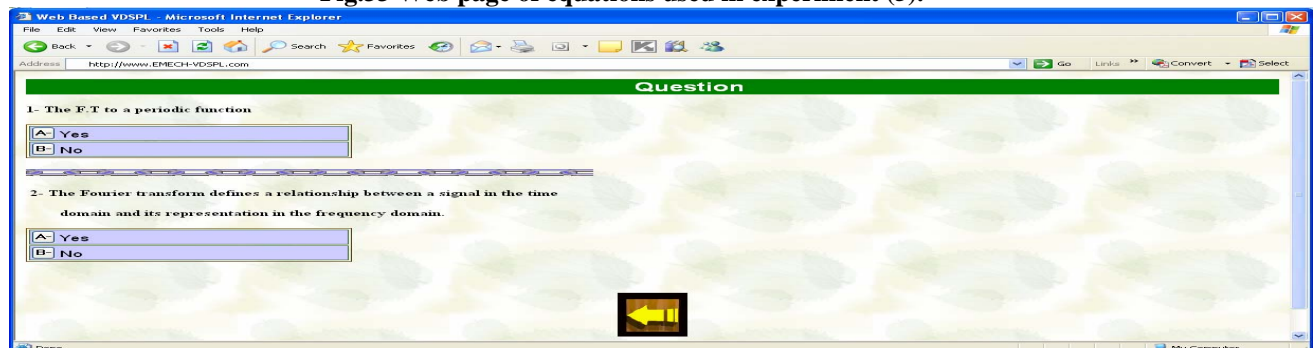 Fig.33 Web page of equations used in experiment (3).
Web Based VDSPL - Microsoft Internet Explorer
File Edit View Favorites Tools Help
Back Search Favorites
Address http://www.EMECH-VDSPL.com Go Links » Convert Select
Question
1- The F.T to a periodic function
A- Yes
B- No
2- The Fourier transform defines a relationship between a signal in the time
domain and its representation in the frequency domain.
A- Yes
B- No